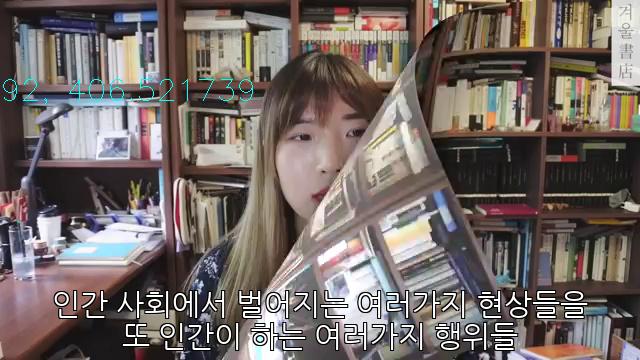 겨울書店
92, 406.521739
인간 사회에서 벌어지는 여러가지 현상들을
또 인간이 하는 여러가지 행위들